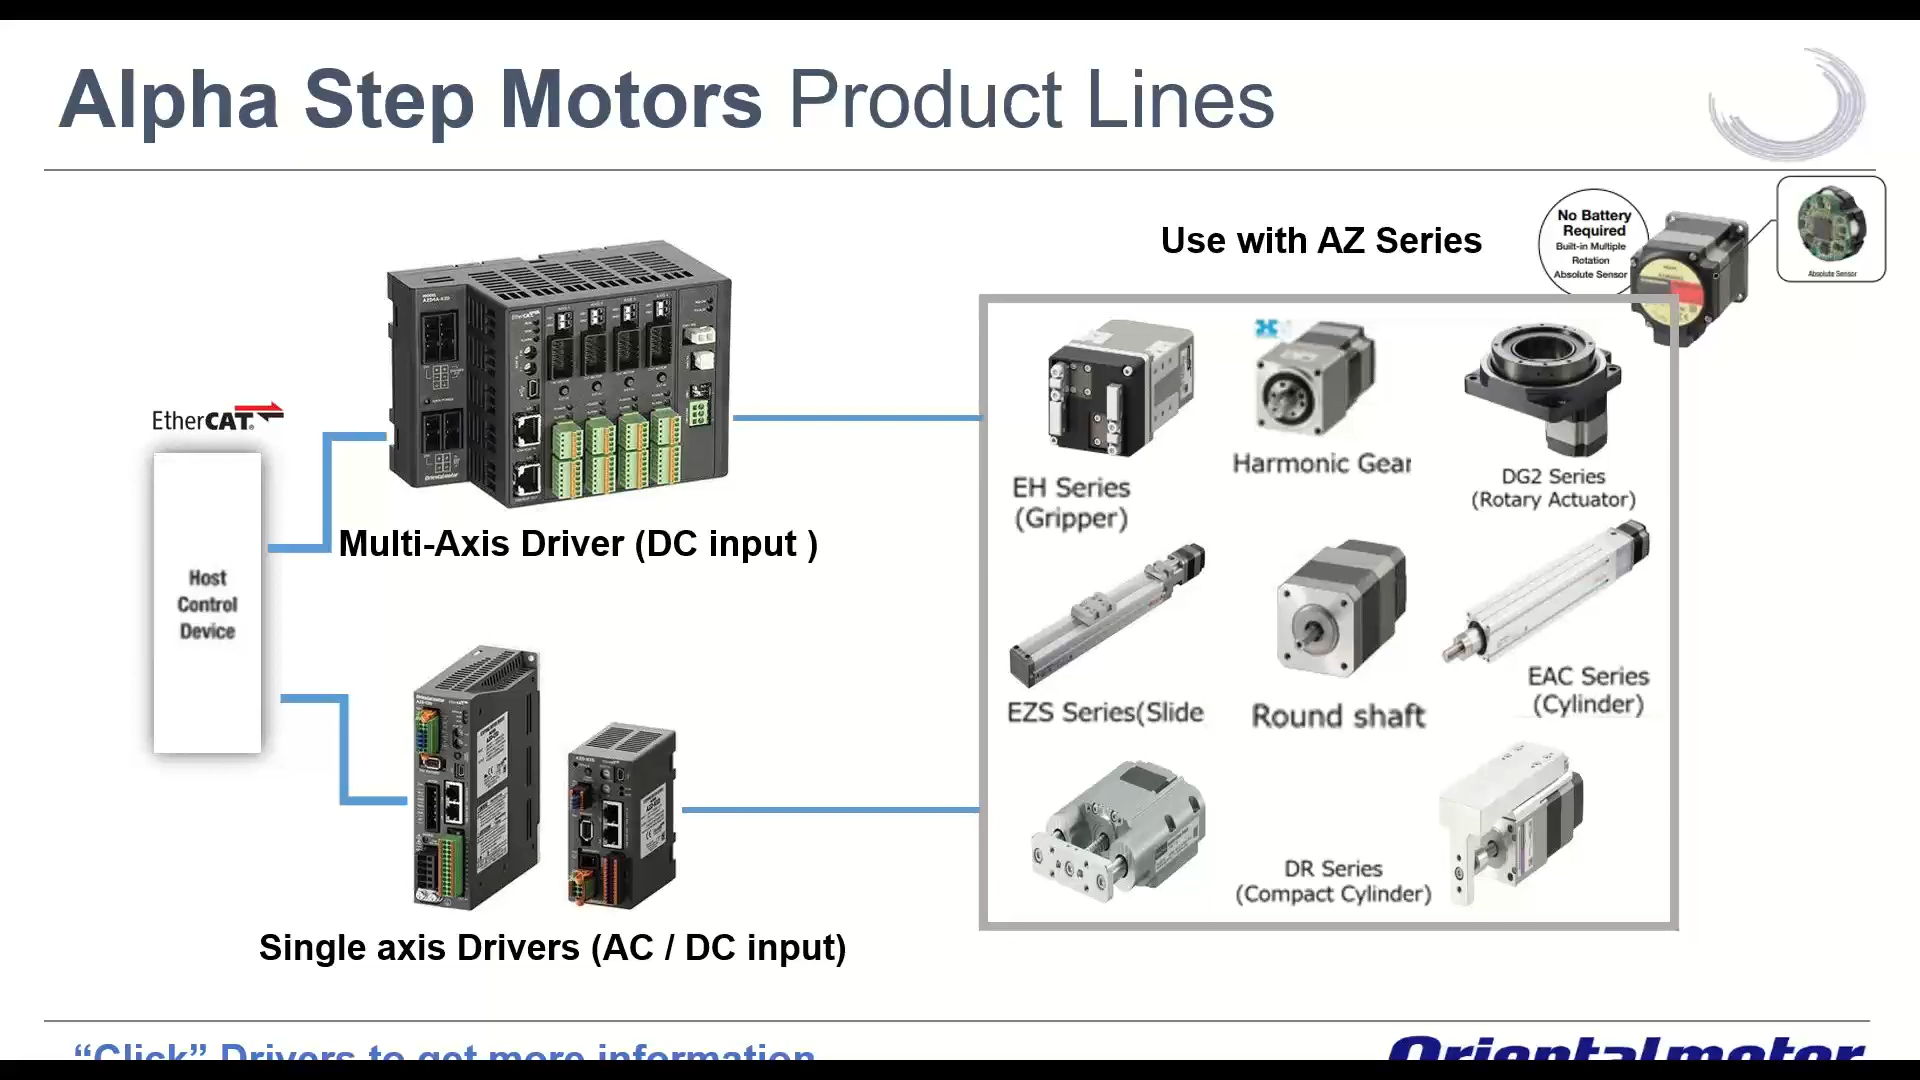 Alpha Step Motors Product Lines
Use with AZ Series
No Battery
Required
Built-in Multiple
Rotation
Absolute Sensor
Absolute Sensor
EtherCAT®
Host
Control
Device
Multi-Axis Driver (DC input )
Single axis Drivers (AC / DC input)
EH Series
(Gripper)
Harmonic Gear
DG2 Series
(Rotary Actuator)
EZS Series(Slide
Round shaft
EAC Series
(Cylinder)
DR Series
(Compact Cylinder)
“Click” Drivers to get more information
Orientalmotor